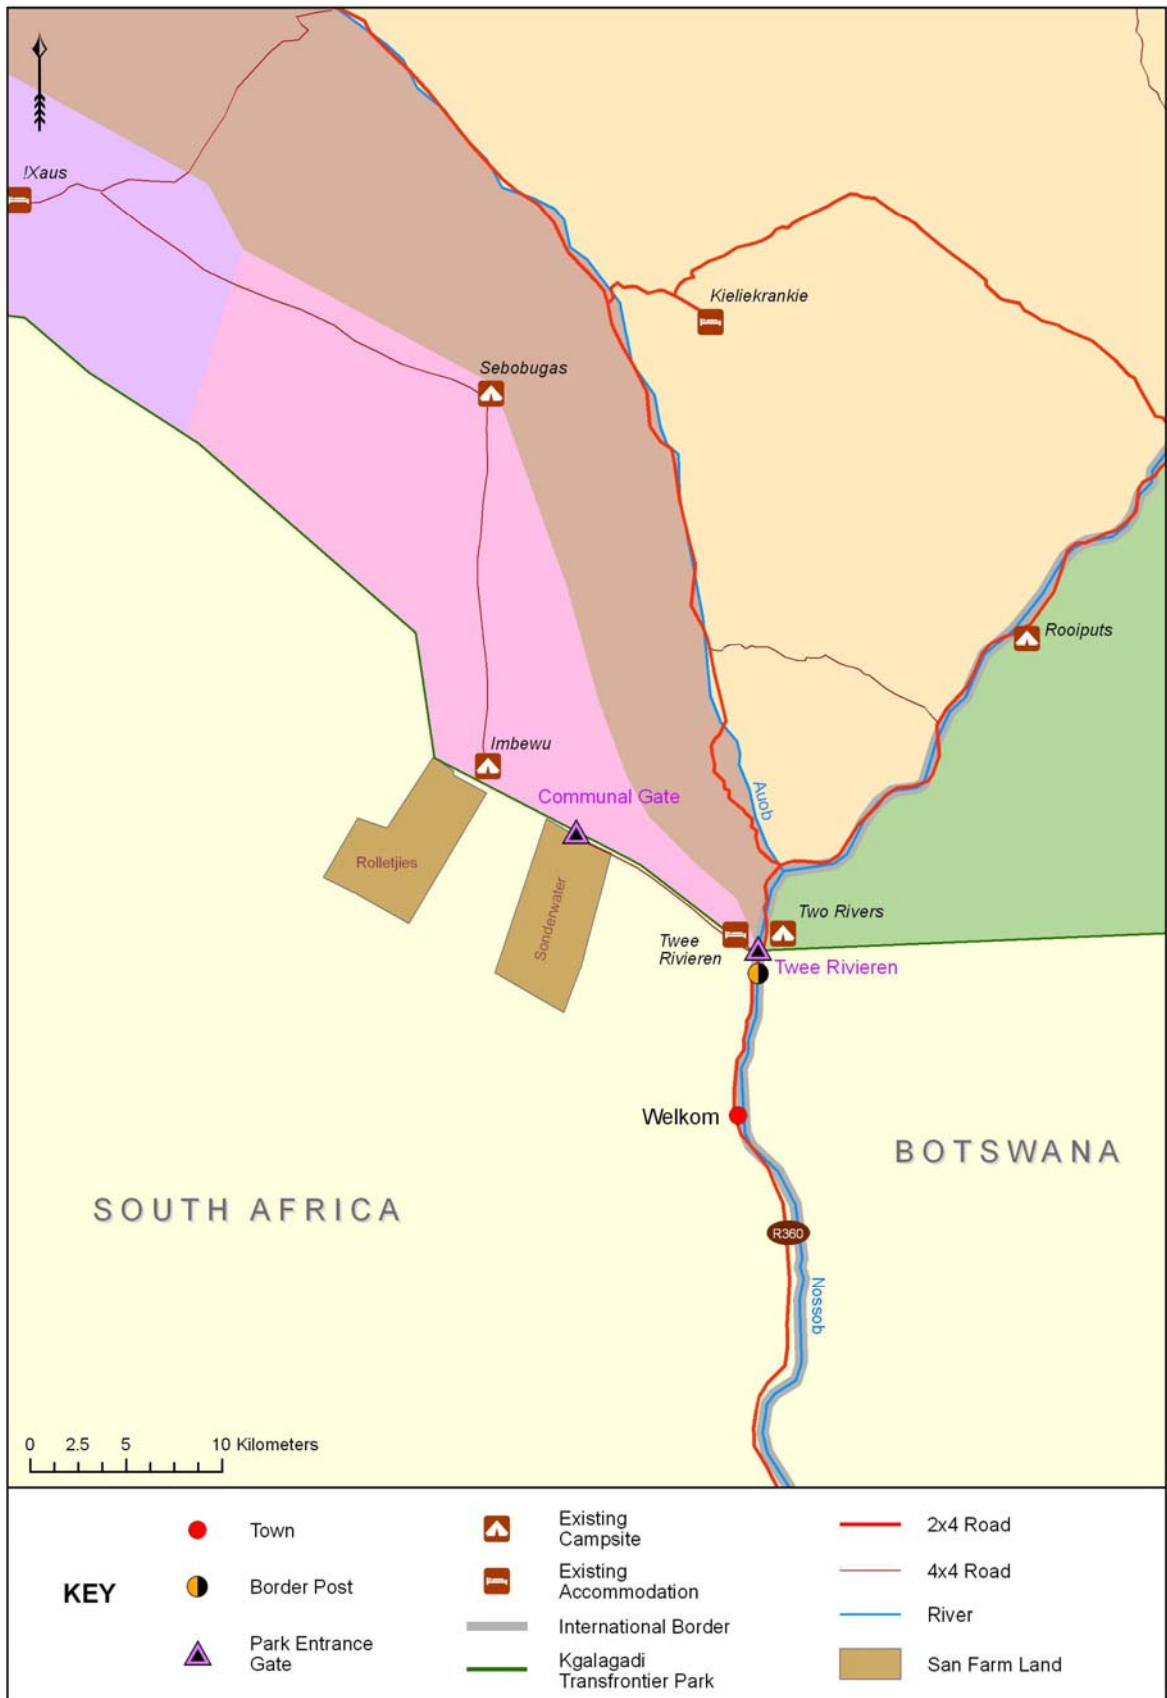 !Xaus
Kieliekrankie
Sebobugas
Rooiputs
Imbewu
Communal Gate
Auob
Rolletjies
Sonderwater
Two Rivers
Twee
Rivieren
Twee Rivieren
Welkom
BOTSWANA
SOUTH AFRICA
R360
Nossob
0 2.5 5 10 Kilometers
KEY
Town
Border Post
Park Entrance
Gate
Existing
Campsite
Existing
Accommodation
International Border
Kgalagadi
Transfrontier Park
2x4 Road
4x4 Road
River
San Farm Land